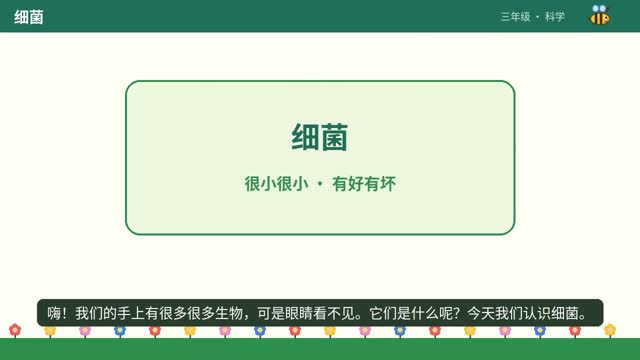 细菌
三年级 · 科学
细菌
很小很小 · 有好有坏
嗨！我们的手上有很多很多生物，可是眼睛看不见。它们是什么呢？今天我们认识细菌。